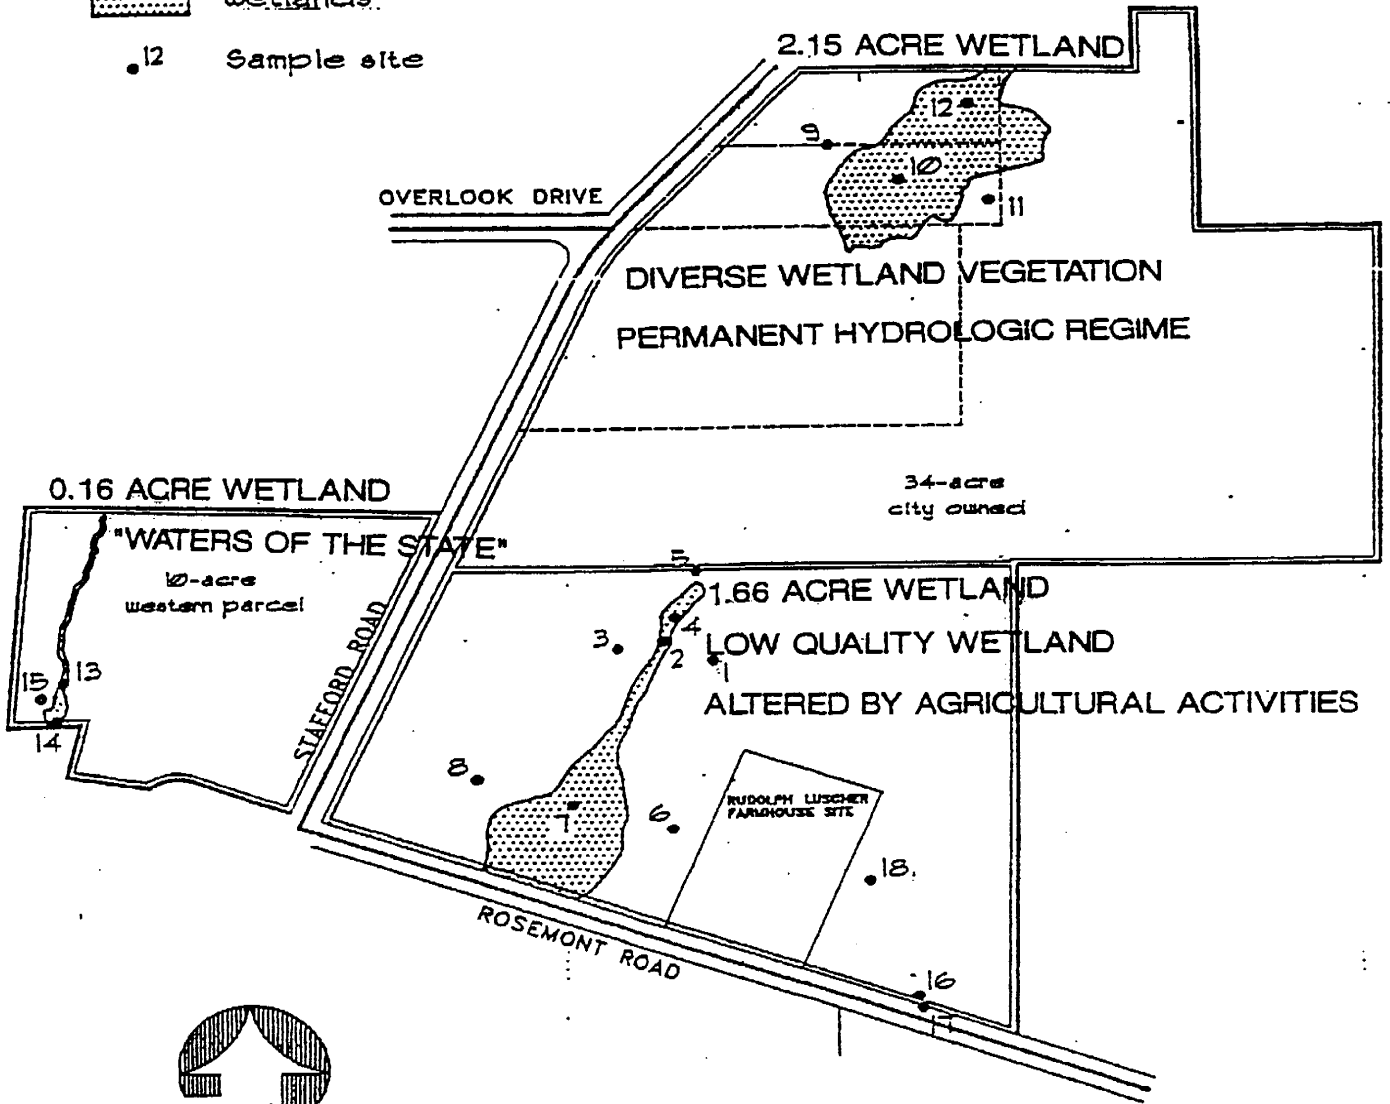 wetlands
12
Sample site
2.15 ACRE WETLAND
12
9
10
11
OVERLOOK DRIVE
DIVERSE WETLAND VEGETATION
PERMANENT HYDROLOGIC REGIME
34-acre
city owned
0.16 ACRE WETLAND
"WATERS OF THE STATE"
10-acre
western parcel
STAFFORD ROAD
13
15
14
5
1.66 ACRE WETLAND
4
3
2
LOW QUALITY WETLAND
1
ALTERED BY AGRICULTURAL ACTIVITIES
8
7
6
RUDOLPH LUSCHER
FARMHOUSE SITE
18
ROSEMONT ROAD
16
17